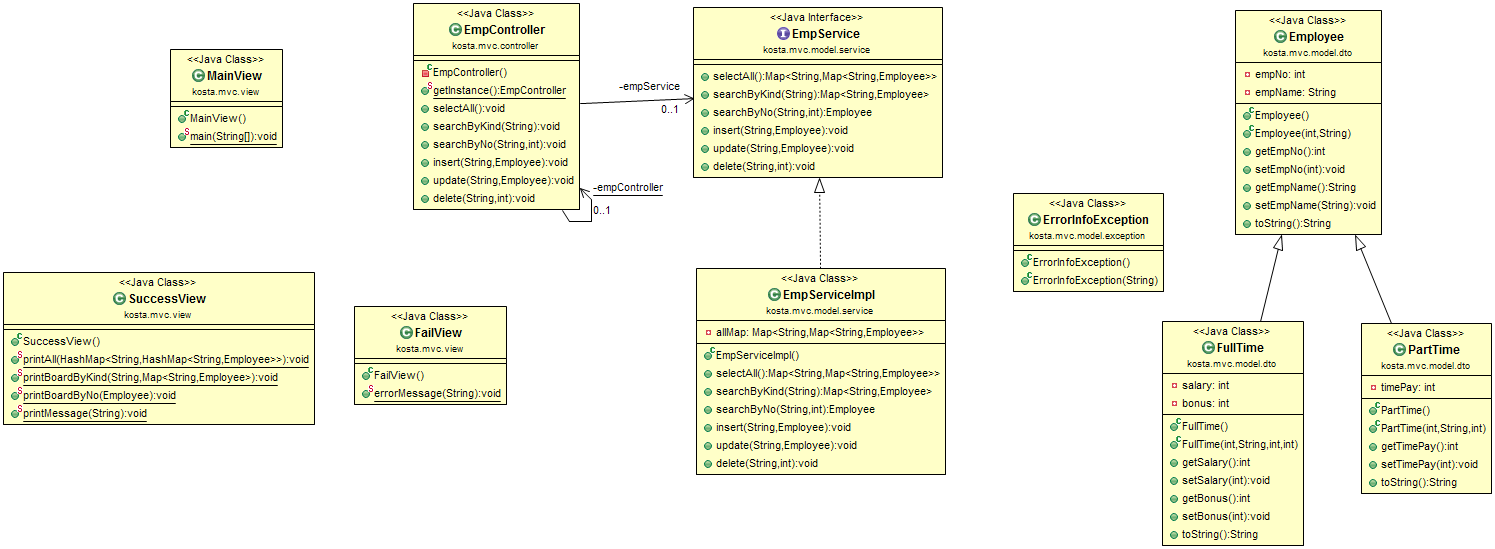 <<Java Class>>
MainView
kosta.mvc.view
MainView()
main(String[]):void
<<Java Class>>
EmpController
kosta.mvc.controller
EmpController()
getInstance():EmpController
selectAll():void
searchByKind(String):void
searchByNo(String,int):void
insert(String,Employee):void
update(String,Employee):void
delete(String,int):void
-empService
0..1
-empController
0..1
<<Java Interface>>
EmpService
kosta.mvc.model.service
selectAll():Map<String,Map<String,Employee>>
searchByKind(String):Map<String,Employee>
searchByNo(String,int):Employee
insert(String,Employee):void
update(String,Employee):void
delete(String,int):void
<<Java Class>>
Employee
kosta.mvc.model.dto
empNo: int
empName: String
Employee()
Employee(int,String)
getEmpNo():int
setEmpNo(int):void
getEmpName():String
setEmpName(String):void
toString():String
<<Java Class>>
ErrorInfoException
kosta.mvc.model.exception
ErrorInfoException()
ErrorInfoException(String)
<<Java Class>>
SuccessView
kosta.mvc.view
SuccessView()
printAll(HashMap<String,HashMap<String,Employee>>):void
printBoardByKind(String,Map<String,Employee>):void
printBoardByNo(Employee):void
printMessage(String):void
<<Java Class>>
FailView
kosta.mvc.view
FailView()
errorMessage(String):void
<<Java Class>>
EmpServiceImpl
kosta.mvc.model.service
allMap: Map<String,Map<String,Employee>>
EmpServiceImpl()
selectAll():Map<String,Map<String,Employee>>
searchByKind(String):Map<String,Employee>
searchByNo(String,int):Employee
insert(String,Employee):void
update(String,Employee):void
delete(String,int):void
<<Java Class>>
FullTime
kosta.mvc.model.dto
salary: int
bonus: int
FullTime()
FullTime(int,String,int,int)
getSalary():int
setSalary(int):void
getBonus():int
setBonus(int):void
toString():String
<<Java Class>>
PartTime
kosta.mvc.model.dto
timePay: int
PartTime()
PartTime(int,String,int)
getTimePay():int
setTimePay(int):void
toString():String